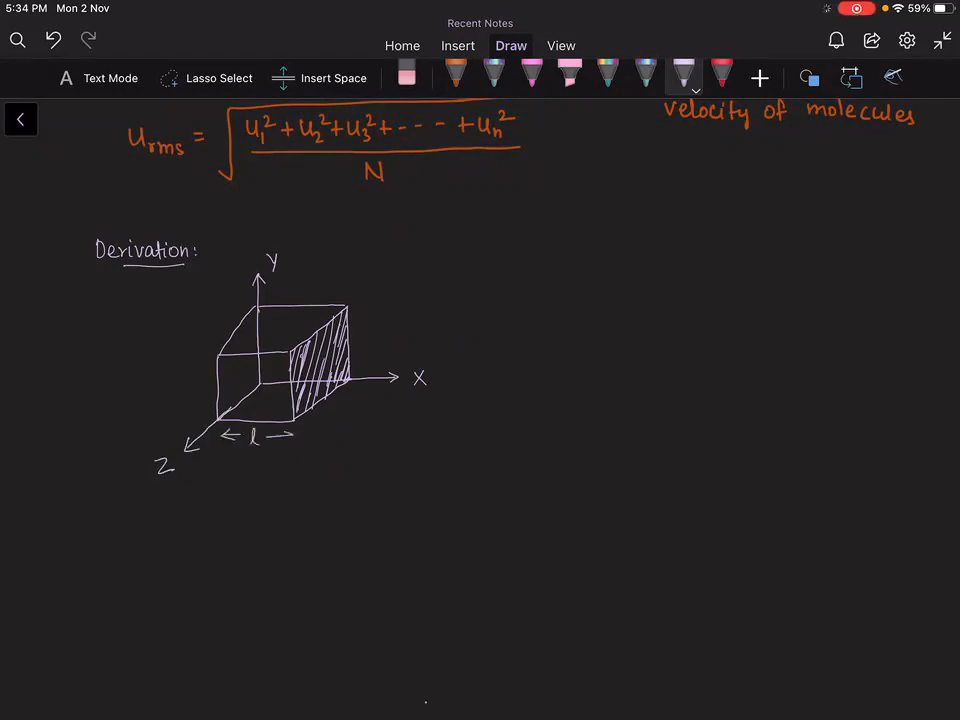 5:34 PM Mon 2 Nov
59%
Recent Notes
Home Insert Draw View
A Text Mode Lasso Select Insert Space
velocity of molecules
u_rms = √((u₁² + u₂² + u₃² + - - - + uₙ²) / N)
Derivation:
Y
X
← l →
Z